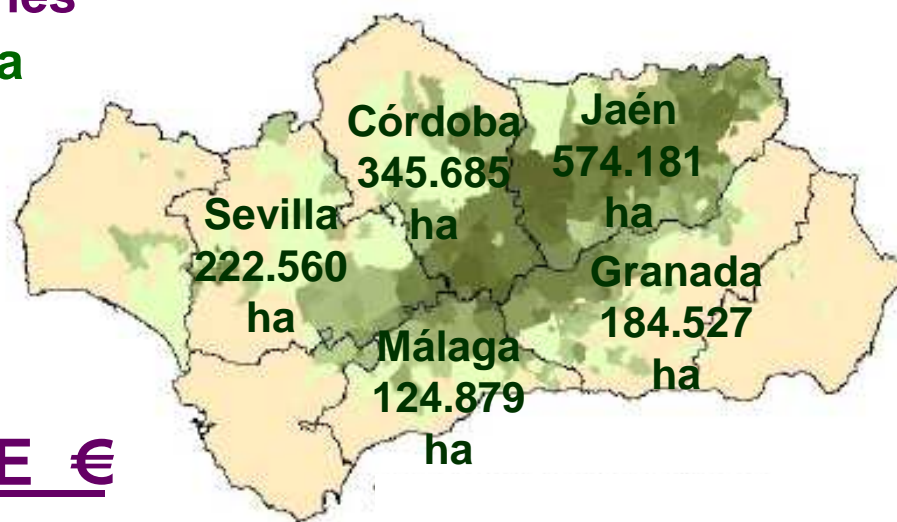 Córdoba
345.685
ha
Jaén
574.181
ha
Sevilla
222.560
ha
Granada
184.527
ha
Málaga
124.879
ha
E €